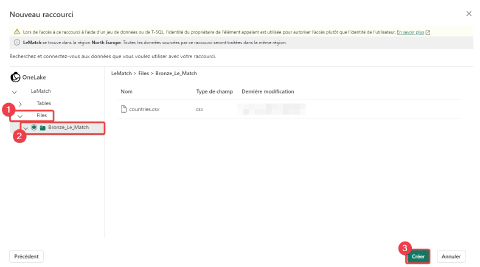 Nouveau raccourci
Lors de l'accès à ce raccourci à l'aide d'un jeu de données ou de T-SQL, l'identité du propriétaire de l'élément appelant est utilisée pour autoriser l'accès plutôt que l'identité de l'utilisateur. En savoir plus
LeMatch se trouve dans la région North Europe. Toutes les données sources par ce raccourci seront traitées dans la même région.
Recherchez et connectez-vous aux données que vous voulez utiliser avec votre raccourci.
OneLake
LeMatch > Files > Bronze_Le_Match
LeMatch
Nom Type de champ Dernière modification
Tables
1 Files
countries.csv csv
2 Bronze_Le_Match
3
Précédent Créer Annuler